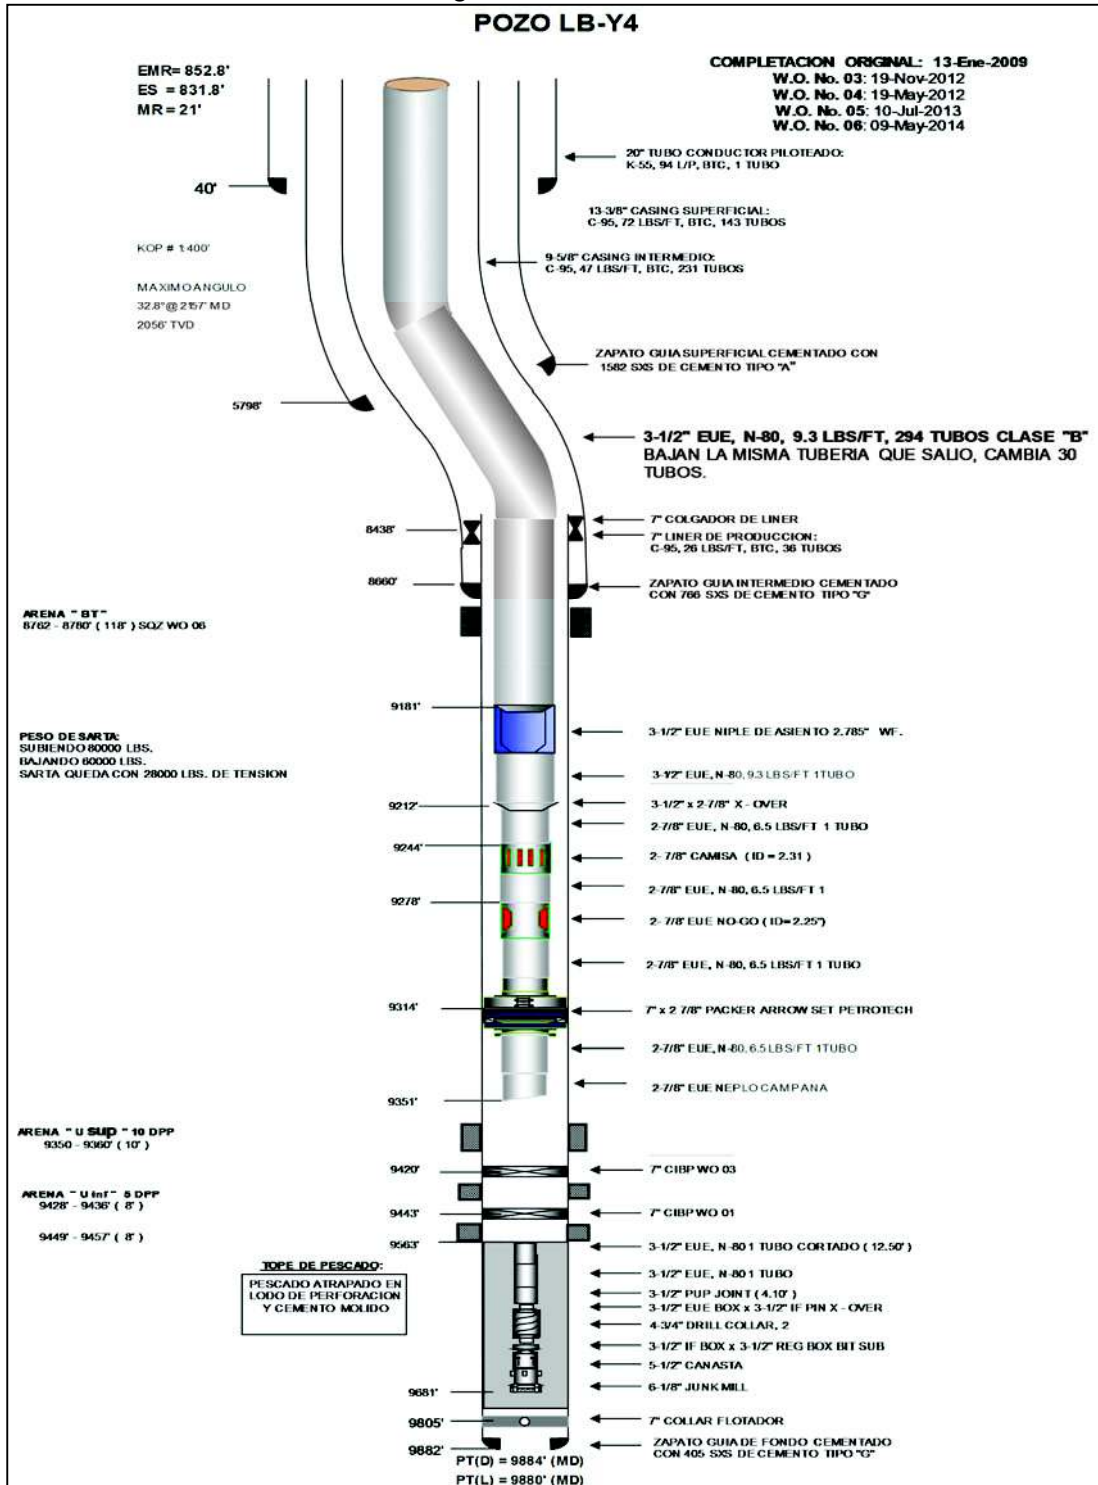 POZO LB-Y4
EMR= 852.8'
ES = 831.8'
MR = 21'
COMPLETACION ORIGINAL: 13-Ene-2009
W.O. No. 03: 19-Nov-2012
W.O. No. 04: 19-May-2012
W.O. No. 05: 10-Jul-2013
W.O. No. 06: 09-May-2014
20" TUBO CONDUCTOR PILOTEADO:
K-55, 94 L/P, BTC, 1 TUBO
40'
13-3/8" CASING SUPERFICIAL:
C-95, 72 LBS/FT, BTC, 143 TUBOS
KOP # 1400'
9-5/8" CASING INTERMEDIO:
C-95, 47 LBS/FT, BTC, 231 TUBOS
MAXIMO ANGULO
32.8°@ 2157' MD
2056' TVD
ZAPATO GUIA SUPERFICIAL CEMENTADO CON
1582 SXS DE CEMENTO TIPO "A"
5798'
3-1/2" EUE, N-80, 9.3 LBS/FT, 294 TUBOS CLASE "B"
BAJAN LA MISMA TUBERIA QUE SALIO, CAMBIA 30
TUBOS.
7" COLGADOR DE LINER
8438'
7" LINER DE PRODUCCION:
C-95, 26 LBS/FT, BTC, 36 TUBOS
8660'
ZAPATO GUIA INTERMEDIO CEMENTADO
CON 766 SXS DE CEMENTO TIPO "G"
ARENA " BT"
8762 - 8780' ( 118' ) SQZ WO 06
9181'
3-1/2" EUE NIPLE DE ASIENTO 2.785" WF.
PESO DE SARTA:
SUBIENDO 80000 LBS.
BAJANDO 60000 LBS.
SARTA QUEDA CON 28000 LBS. DE TENSION
3-1/2" EUE, N-80, 9.3 LBS/FT 1TUBO
9212'
3-1/2" x 2-7/8" X - OVER
2-7/8" EUE, N-80, 6.5 LBS/FT 1 TUBO
9244'
2- 7/8" CAMISA ( ID = 2.31 )
2-7/8" EUE, N-80, 6.5 LBS/FT 1
9278'
2- 7/8' EUE NO-GO ( ID= 2.25")
2-7/8" EUE, N-80, 6.5 LBS/FT 1 TUBO
9314'
7" x 2 7/8" PACKER ARROW SET PETROTECH
2-7/8" EUE, N-80, 6.5 LBS/FT 1TUBO
2-7/8" EUE NEPLO CAMPANA
9351'
ARENA " U sup " 10 DPP
9350 - 9360' ( 10' )
9420'
7" CIBP WO 03
ARENA " U inf " 5 DPP
9428' - 9436' ( 8' )
9443'
7" CIBP WO 01
9449' - 9457' ( 8' )
9563'
3-1/2" EUE, N-80 1 TUBO CORTADO ( 12.50' )
TOPE DE PESCADO:
PESCADO ATRAPADO EN
LODO DE PERFORACION
Y CEMENTO MOLIDO
3-1/2" EUE, N-80 1 TUBO
3-1/2" PUP JOINT ( 4.10' )
3-1/2" EUE BOX x 3-1/2" IF PIN X - OVER
4-3/4" DRILL COLLAR, 2
3-1/2" IF BOX x 3-1/2" REG BOX BIT SUB
5-1/2" CANASTA
6-1/8" JUNK MILL
9681'
9805'
7" COLLAR FLOTADOR
9882'
ZAPATO GUIA DE FONDO CEMENTADO
CON 405 SXS DE CEMENTO TIPO "G"
PT(D) = 9884' (MD)
PT(L) = 9880' (MD)